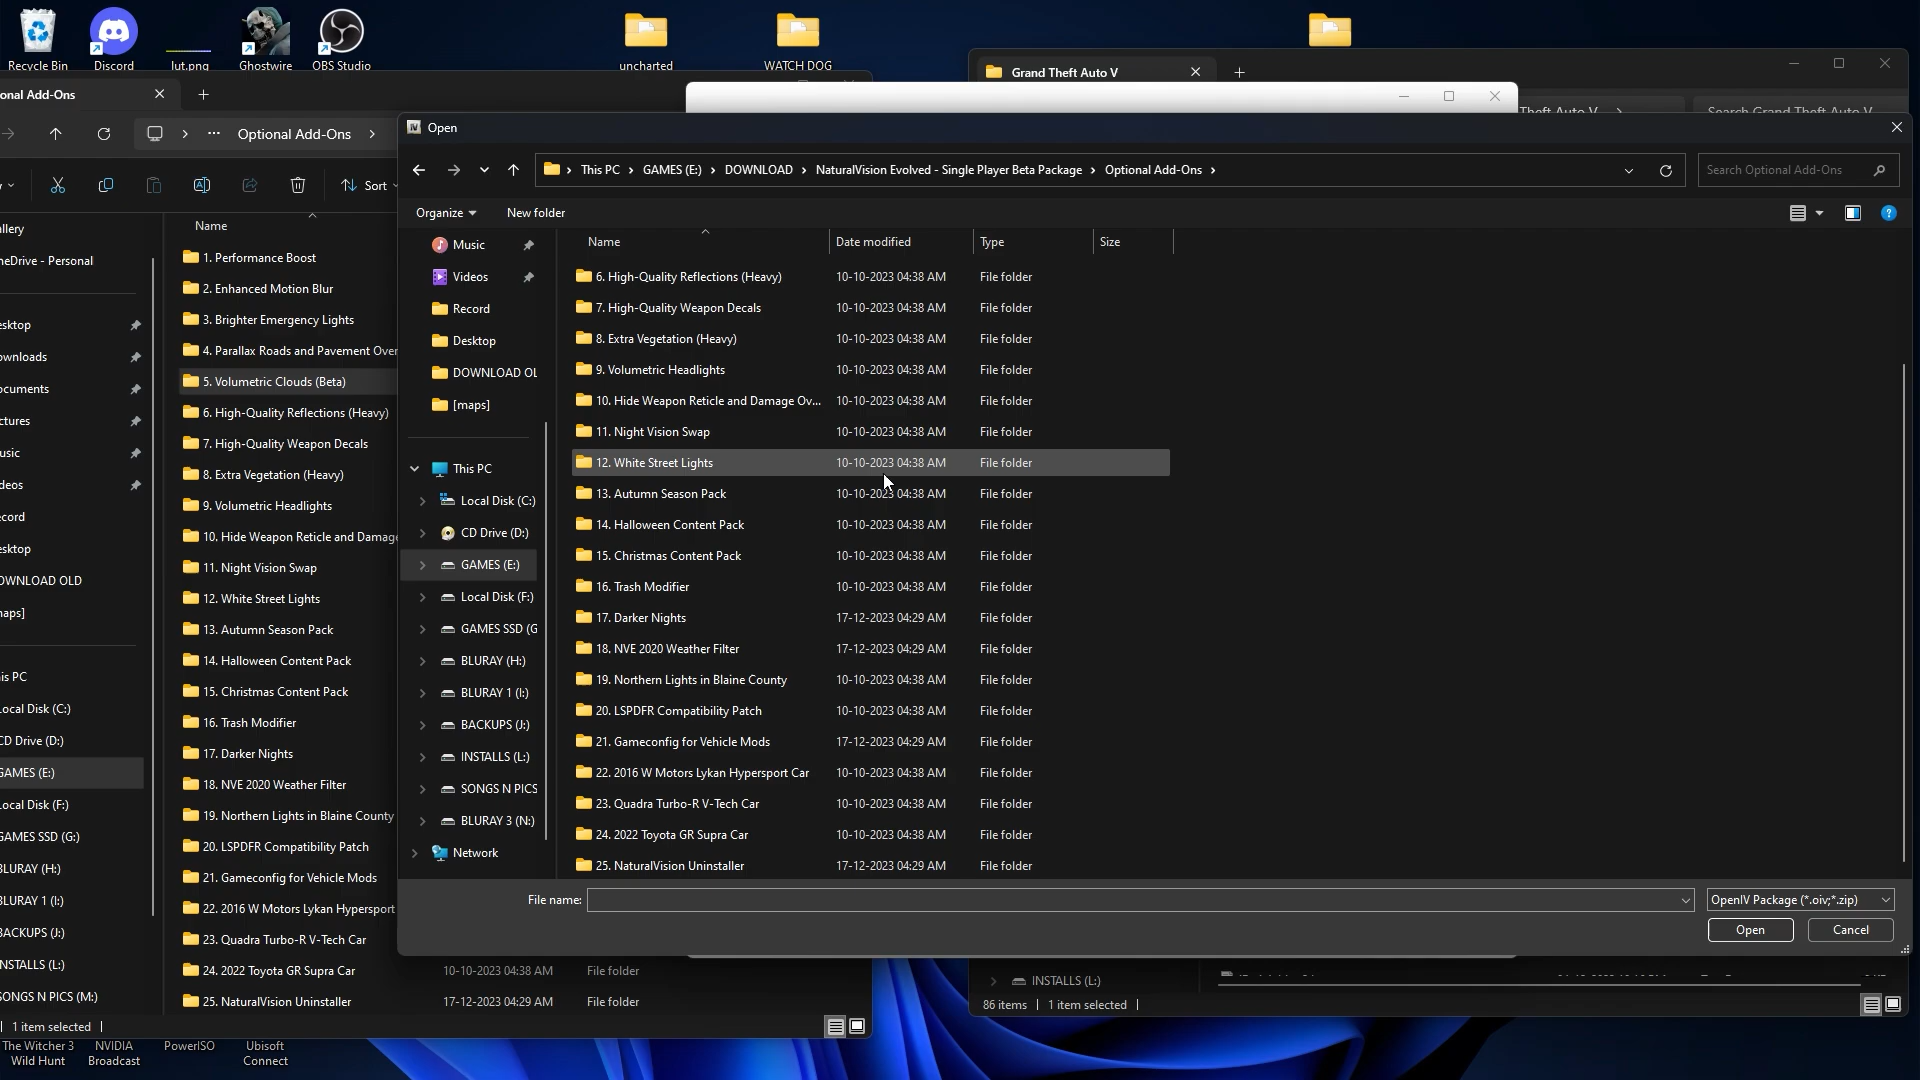 Recycle Bin
Discord
lut.png
Ghostwire
OBS Studio
uncharted
WATCH DOG
onal Add-Ons
Optional Add-Ons
Sort
Name
llery
neDrive - Personal
esktop
ownloads
ocuments
ctures
usic
deos
ecord
esktop
OWNLOAD OLD
naps]
is PC
ocal Disk (C:)
CD Drive (D:)
GAMES (E:)
ocal Disk (F:)
GAMES SSD (G:)
BLURAY (H:)
BLURAY 1 (I:)
BACKUPS (J:)
NSTALLS (L:)
SONGS N PICS (M:)
1. Performance Boost
2. Enhanced Motion Blur
3. Brighter Emergency Lights
4. Parallax Roads and Pavement Over
5. Volumetric Clouds (Beta)
6. High-Quality Reflections (Heavy)
7. High-Quality Weapon Decals
8. Extra Vegetation (Heavy)
9. Volumetric Headlights
10. Hide Weapon Reticle and Damage
11. Night Vision Swap
12. White Street Lights
13. Autumn Season Pack
14. Halloween Content Pack
15. Christmas Content Pack
16. Trash Modifier
17. Darker Nights
18. NVE 2020 Weather Filter
19. Northern Lights in Blaine County
20. LSPDFR Compatibility Patch
21. Gameconfig for Vehicle Mods
22. 2016 W Motors Lykan Hypersport
23. Quadra Turbo-R V-Tech Car
24. 2022 Toyota GR Supra Car 10-10-2023 04:38 AM File folder
25. NaturalVision Uninstaller 17-12-2023 04:29 AM File folder
1 item selected
Grand Theft Auto V
Theft Auto V
Search Grand Theft Auto V
Open
This PC GAMES (E:) DOWNLOAD NaturalVision Evolved - Single Player Beta Package Optional Add-Ons
Search Optional Add-Ons
Organize
New folder
Music
Videos
Record
Desktop
DOWNLOAD OL
[maps]
This PC
Local Disk (C:)
CD Drive (D:)
GAMES (E:)
Local Disk (F:)
GAMES SSD (G
BLURAY (H:)
BLURAY 1 (I:)
BACKUPS (J:)
INSTALLS (L:)
SONGS N PICS
BLURAY 3 (N:)
Network
Name Date modified Type Size
6. High-Quality Reflections (Heavy) 10-10-2023 04:38 AM File folder
7. High-Quality Weapon Decals 10-10-2023 04:38 AM File folder
8. Extra Vegetation (Heavy) 10-10-2023 04:38 AM File folder
9. Volumetric Headlights 10-10-2023 04:38 AM File folder
10. Hide Weapon Reticle and Damage Ov... 10-10-2023 04:38 AM File folder
11. Night Vision Swap 10-10-2023 04:38 AM File folder
12. White Street Lights 10-10-2023 04:38 AM File folder
13. Autumn Season Pack 10-10-2023 04:38 AM File folder
14. Halloween Content Pack 10-10-2023 04:38 AM File folder
15. Christmas Content Pack 10-10-2023 04:38 AM File folder
16. Trash Modifier 10-10-2023 04:38 AM File folder
17. Darker Nights 17-12-2023 04:29 AM File folder
18. NVE 2020 Weather Filter 17-12-2023 04:29 AM File folder
19. Northern Lights in Blaine County 10-10-2023 04:38 AM File folder
20. LSPDFR Compatibility Patch 10-10-2023 04:38 AM File folder
21. Gameconfig for Vehicle Mods 17-12-2023 04:29 AM File folder
22. 2016 W Motors Lykan Hypersport Car 10-10-2023 04:38 AM File folder
23. Quadra Turbo-R V-Tech Car 10-10-2023 04:38 AM File folder
24. 2022 Toyota GR Supra Car 10-10-2023 04:38 AM File folder
25. NaturalVision Uninstaller 17-12-2023 04:29 AM File folder
File name:
OpenIV Package (*.oiv;*.zip)
Open
Cancel
INSTALLS (L:)
86 items 1 item selected
The Witcher 3
Wild Hunt
NVIDIA
Broadcast
PowerISO
Ubisoft
Connect